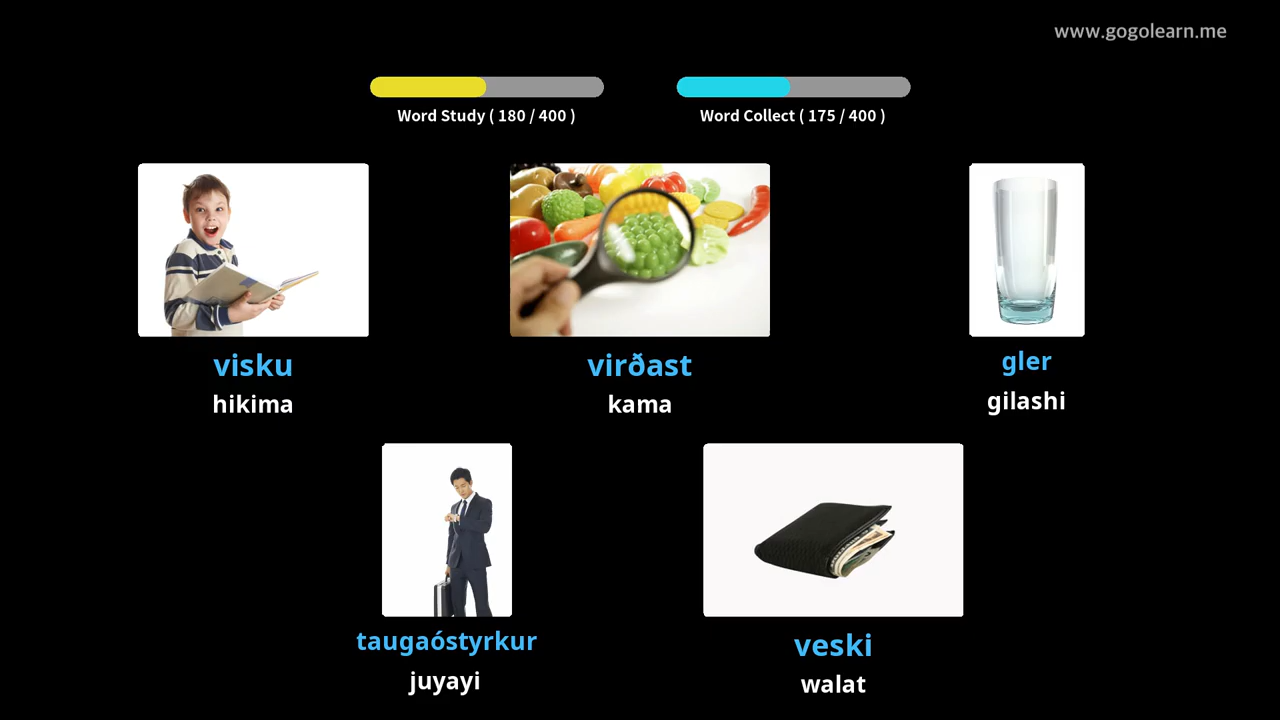 www.gogolearn.me
Word Study ( 180 / 400 )
Word Collect ( 175 / 400 )
visku
hikima
virðast
kama
gler
gilashi
taugaóstyrkur
juyayi
veski
walat